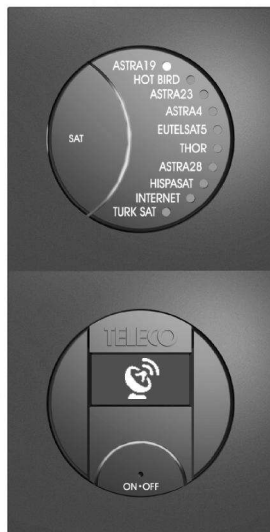 ASTRA19
HOT BIRD
ASTRA23
ASTRA4
EUTELSAT5
THOR
ASTRA28
HISPASAT
INTERNET
TURK SAT
SAT
TELECO
ON•OFF